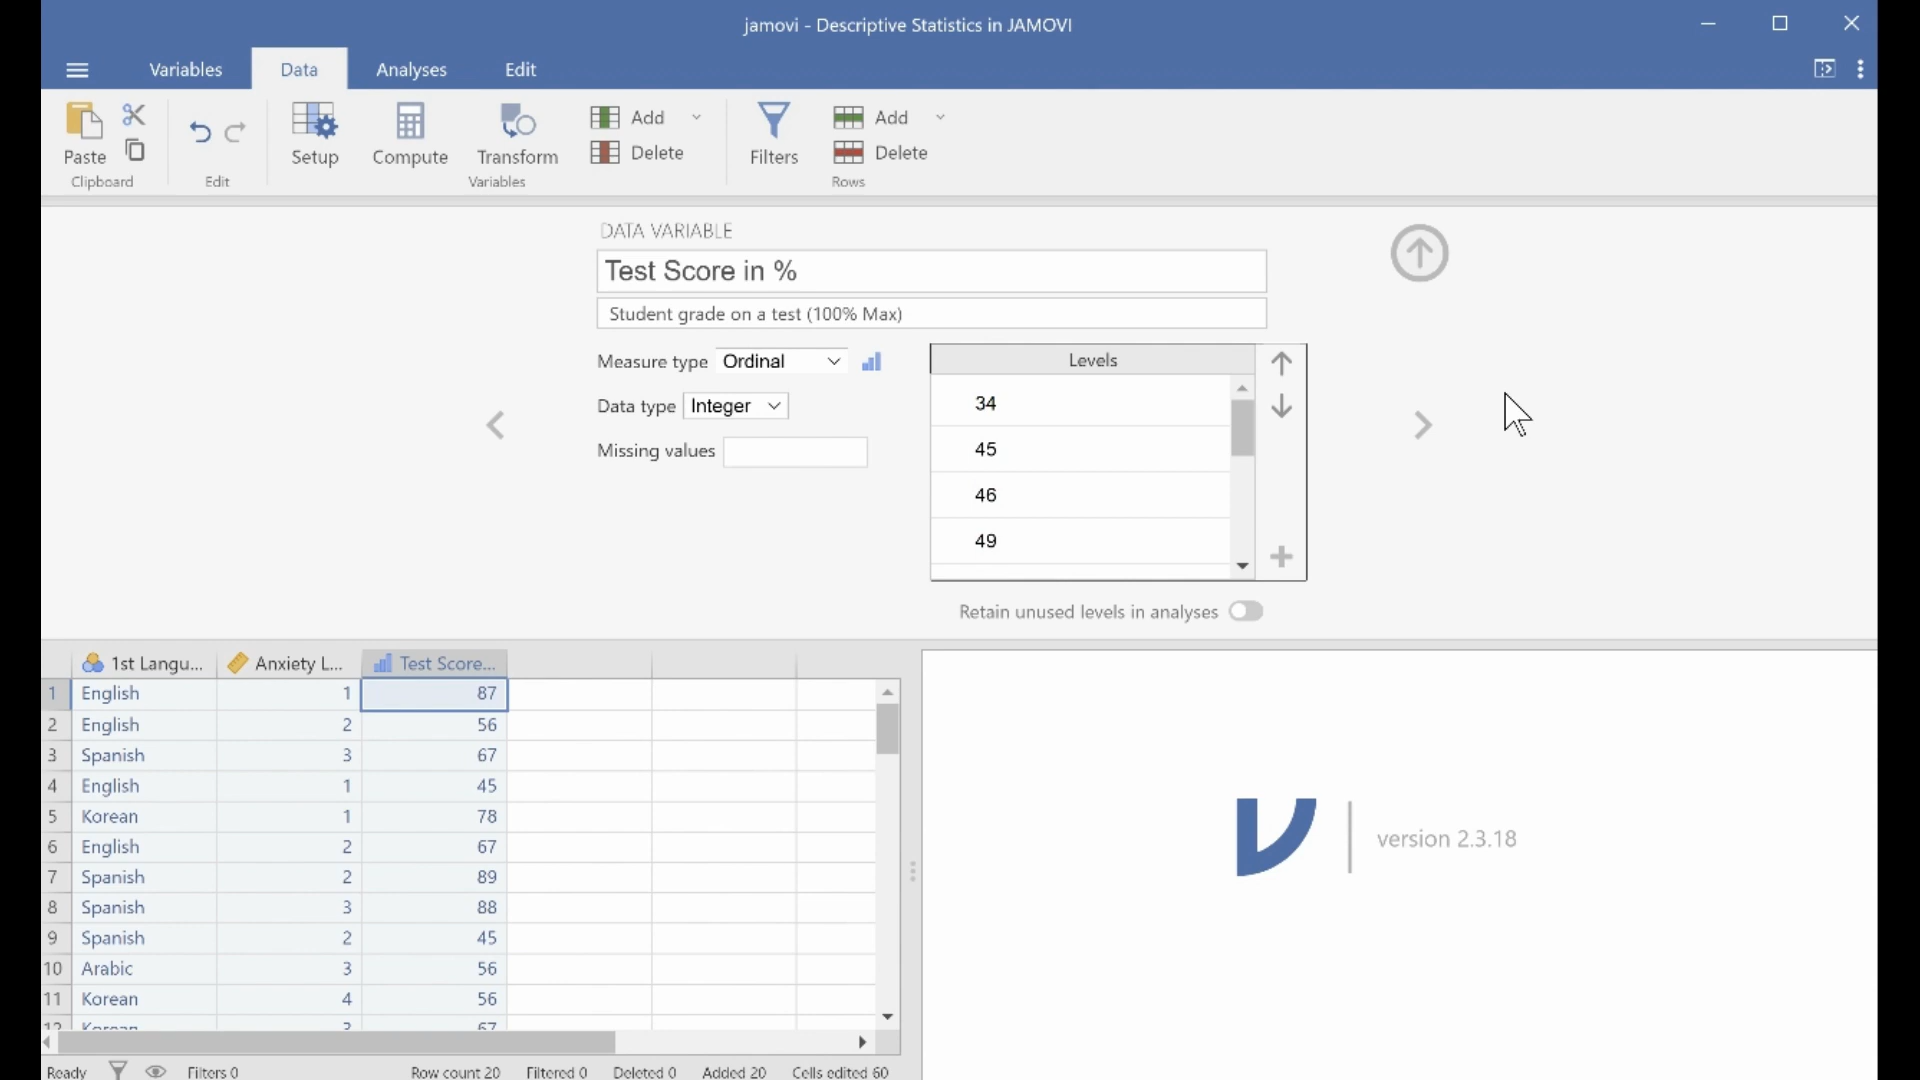 jamovi - Descriptive Statistics in JAMOVI
Variables Data Analyses Edit
Paste Setup Compute Transform Add Delete Filters Add Delete
Clipboard Edit Variables Rows
DATA VARIABLE
Test Score in %
Student grade on a test (100% Max)
Measure type Ordinal
Data type Integer
Missing values
Levels
34
45
46
49
Retain unused levels in analyses
1st Langu... Anxiety L... Test Score...
1 English 1 87
2 English 2 56
3 Spanish 3 67
4 English 1 45
5 Korean 1 78
6 English 2 67
7 Spanish 2 89
8 Spanish 3 88
9 Spanish 2 45
10 Arabic 3 56
11 Korean 4 56
12 Korean 67
version 2.3.18
Ready Filters 0 Row count 20 Filtered 0 Deleted 0 Added 20 Cells edited 60